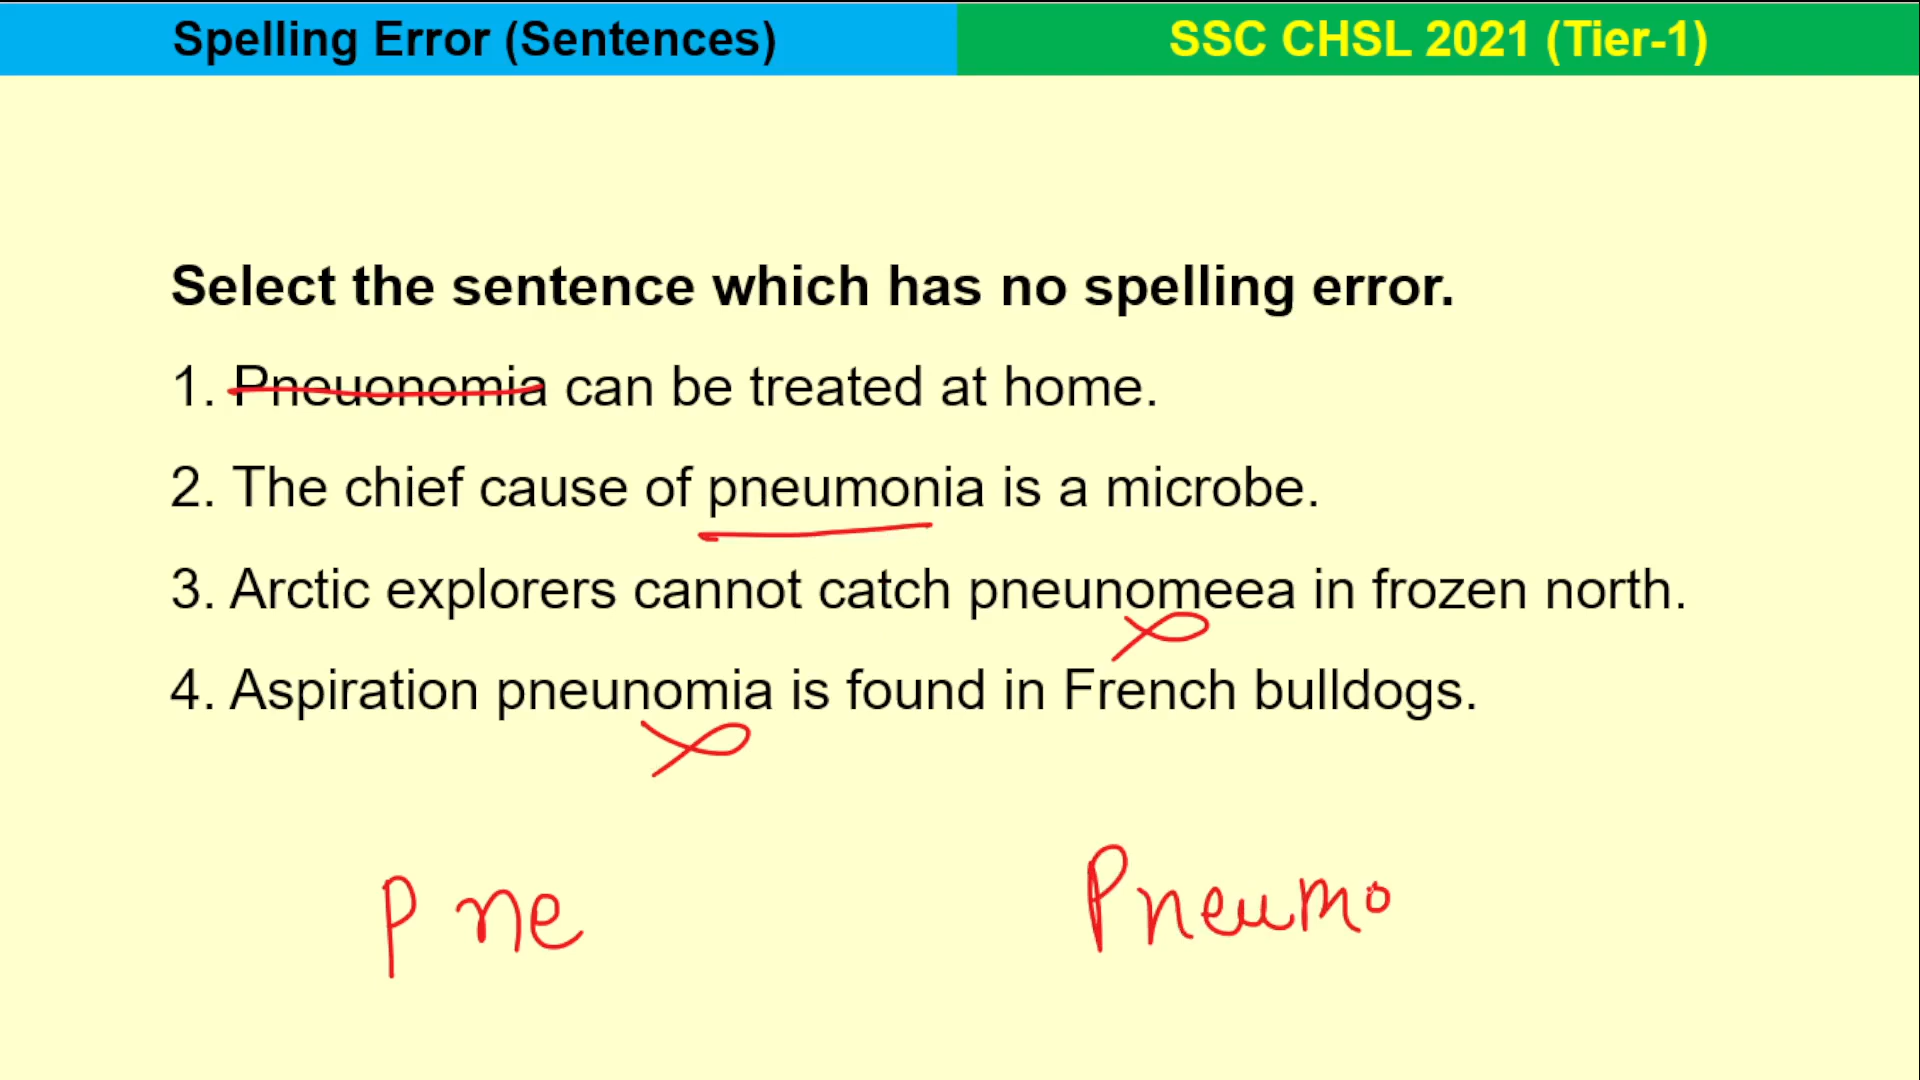 Spelling Error (Sentences)
SSC CHSL 2021 (Tier-1)
Select the sentence which has no spelling error.
1. Pneuonomia can be treated at home.
2. The chief cause of pneumonia is a microbe.
3. Arctic explorers cannot catch pneunomeea in frozen north.
4. Aspiration pneunomia is found in French bulldogs.
Pne
Pneumo